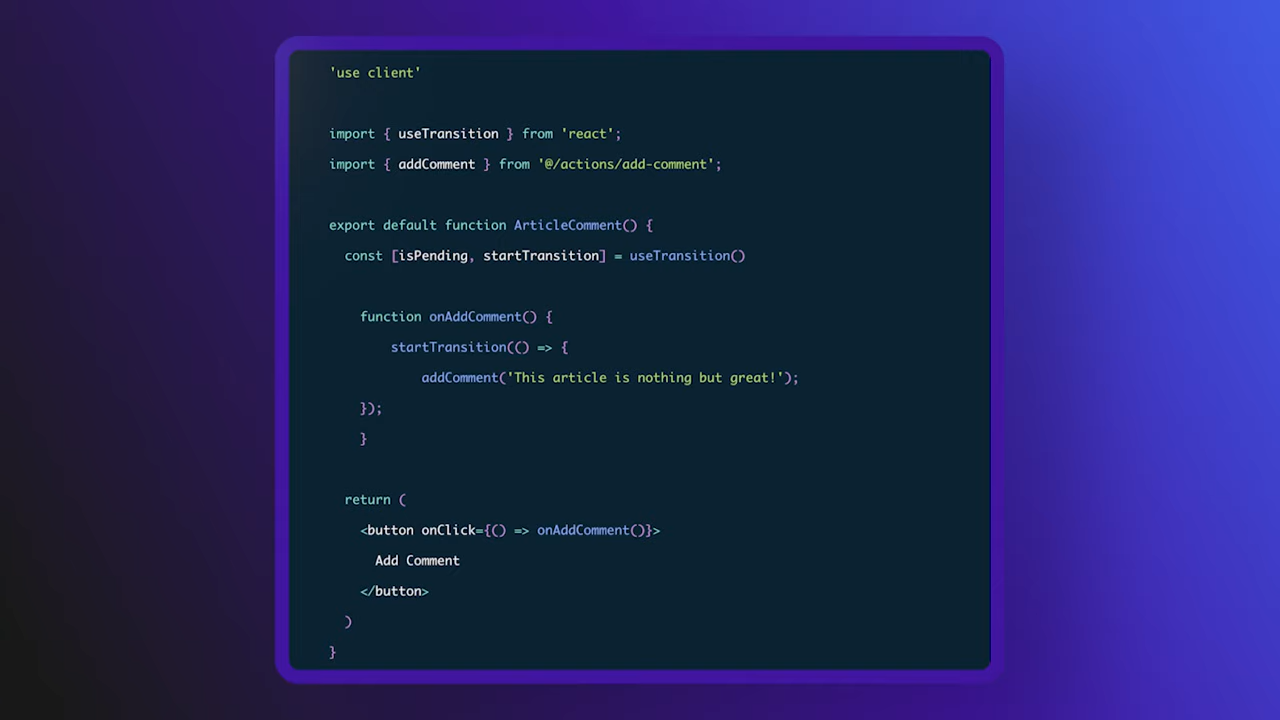 'use client'
import { useTransition } from 'react';
import { addComment } from '@/actions/add-comment';
export default function ArticleComment() {
const [isPending, startTransition] = useTransition()
function onAddComment() {
startTransition(() => {
addComment('This article is nothing but great!');
});
}
return (
<button onClick={() => onAddComment()}>
Add Comment
</button>
)
}